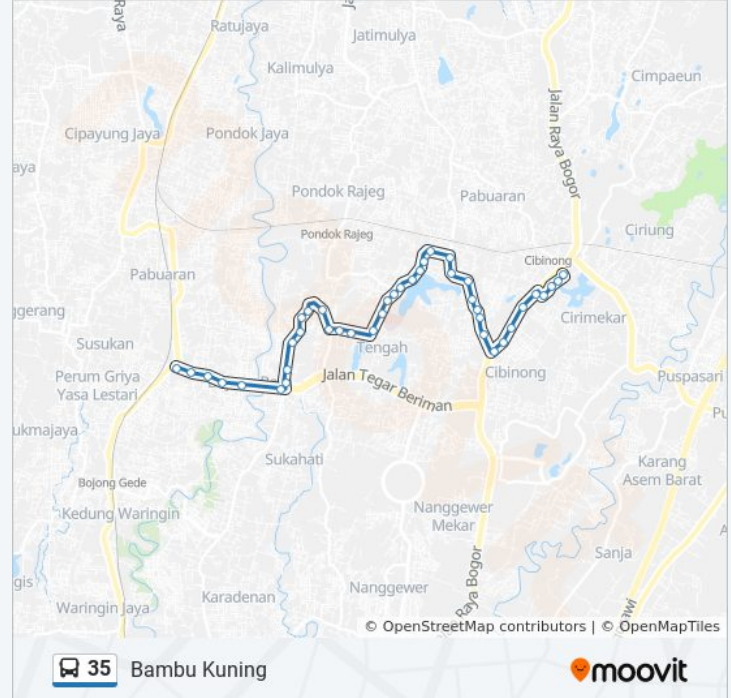 Raya
Ratujaya
Jatimulya
Kalimulya
Cimpaeun
Jalan Raya Bogor
Cipayung Jaya
Pondok Jaya
aya
Pondok Rajeg
Pabuaran
Pondok Rajeg
Cirlung
Cibinong
Pabuaran
ggerang
Cirimekar
Susukan
Tengah
Perum Griya
Yasa Lestari
Jalan Tegar Beriman
Cibinong
Puspasari
Pu
ukmajaya
Sukahati
Karang
Asem Barat
Bojong Gede
Kedung Waringin
Nanggewer
Mekar
Sanja
gis
Waringin Jaya
Karadenan
Nanggewer
Raya Bogor
wi
© OpenStreetMap contributors | © OpenMapTiles
35 Bambu Kuning
moovit